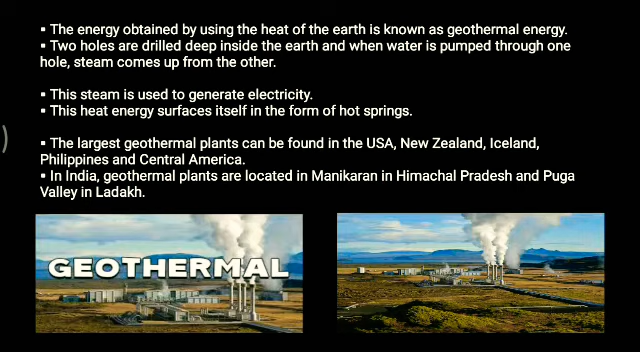 ▪ The energy obtained by using the heat of the earth is known as geothermal energy.
▪ Two holes are drilled deep inside the earth and when water is pumped through one
hole, steam comes up from the other.
▪ This steam is used to generate electricity.
▪ This heat energy surfaces itself in the form of hot springs.
▪ The largest geothermal plants can be found in the USA, New Zealand, Iceland,
Philippines and Central America.
▪ In India, geothermal plants are located in Manikaran in Himachal Pradesh and Puga
Valley in Ladakh.
GEOTHERMAL